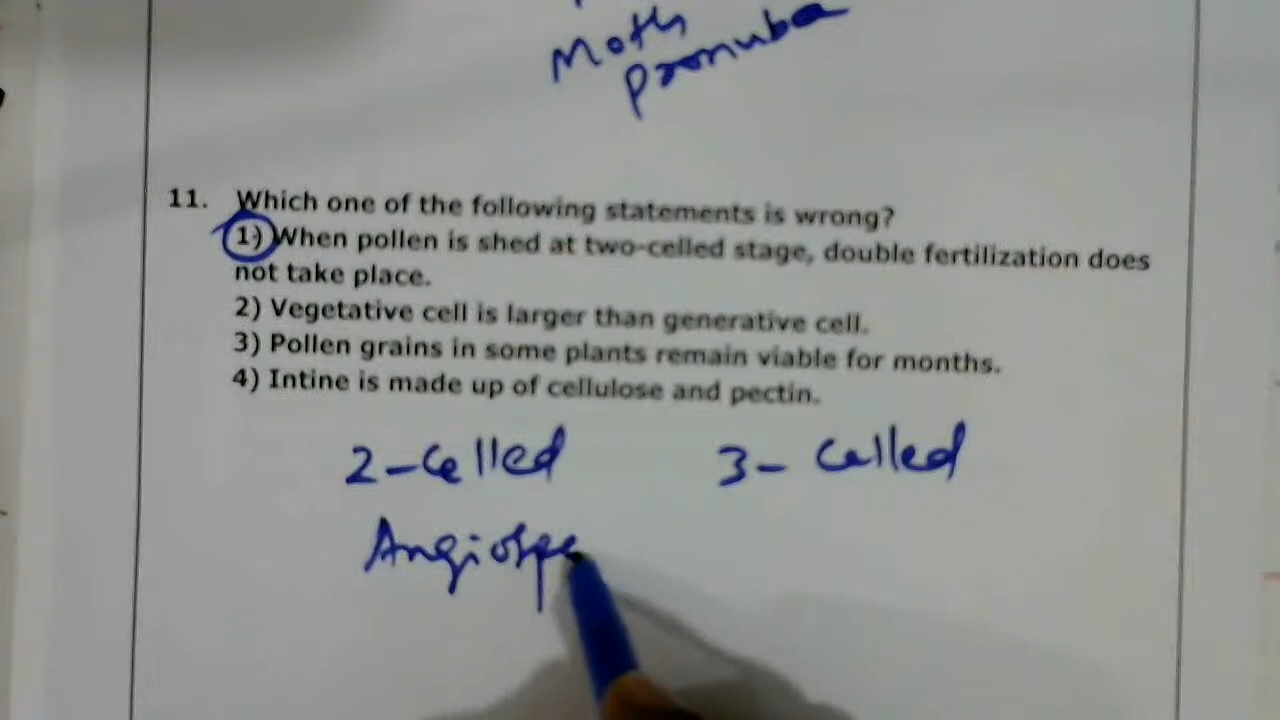 Moth
Pronuba
11. Which one of the following statements is wrong?
1) When pollen is shed at two-celled stage, double fertilization does
not take place.
2) Vegetative cell is larger than generative cell.
3) Pollen grains in some plants remain viable for months.
4) Intine is made up of cellulose and pectin.
2-Celled 3-Celled
Angiospe